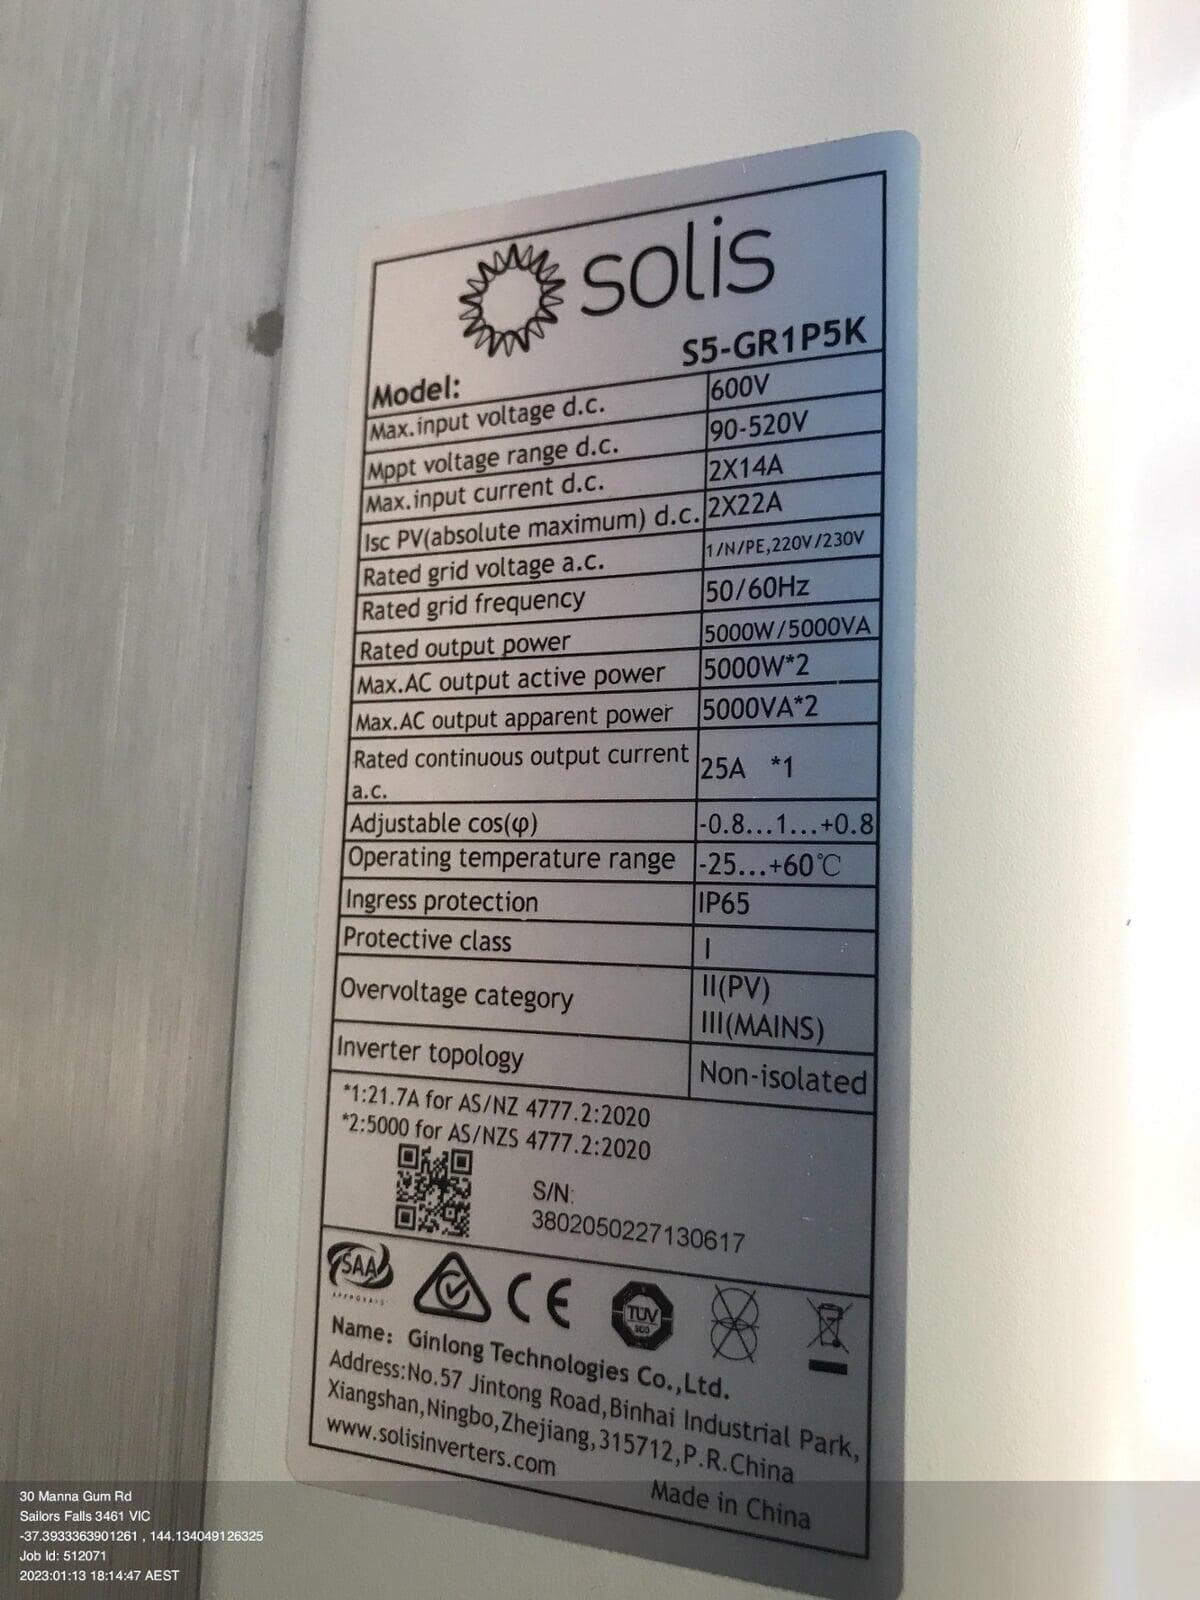 solis
S5-GR1P5K
Model:
Max.input voltage d.c. 600V
Mppt voltage range d.c. 90-520V
Max.input current d.c. 2X14A
Isc PV(absolute maximum) d.c. 2X22A
Rated grid voltage a.c. 1/N/PE,220V/230V
Rated grid frequency 50/60Hz
Rated output power 5000W/5000VA
Max.AC output active power 5000W*2
Max.AC output apparent power 5000VA*2
Rated continuous output current
a.c. 25A *1
Adjustable cos(φ) -0.8...1...+0.8
Operating temperature range -25...+60℃
Ingress protection IP65
Protective class I
Overvoltage category II(PV)
III(MAINS)
Inverter topology Non-isolated
*1:21.7A for AS/NZ 4777.2:2020
*2:5000 for AS/NZS 4777.2:2020
S/N:
3802050227130617
SAA
APPROVALS
CE
TUV
Name: Ginlong Technologies Co.,Ltd.
Address:No.57 Jintong Road,Binhai Industrial Park,
Xiangshan,Ningbo,Zhejiang,315712,P.R.China
www.solisinverters.com
Made in China
30 Manna Gum Rd
Sailors Falls 3461 VIC
-37.3933363901261 , 144.134049126325
Job Id: 512071
2023:01:13 18:14:47 AEST